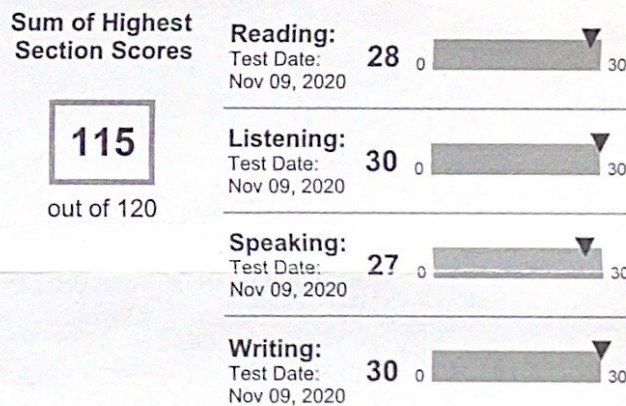 Sum of Highest
Section Scores
115
out of 120
Reading:
Test Date:
Nov 09, 2020
28
0
30
Listening:
Test Date:
Nov 09, 2020
30
0
30
Speaking:
Test Date:
Nov 09, 2020
27
0
30
Writing:
Test Date:
Nov 09, 2020
30
0
30